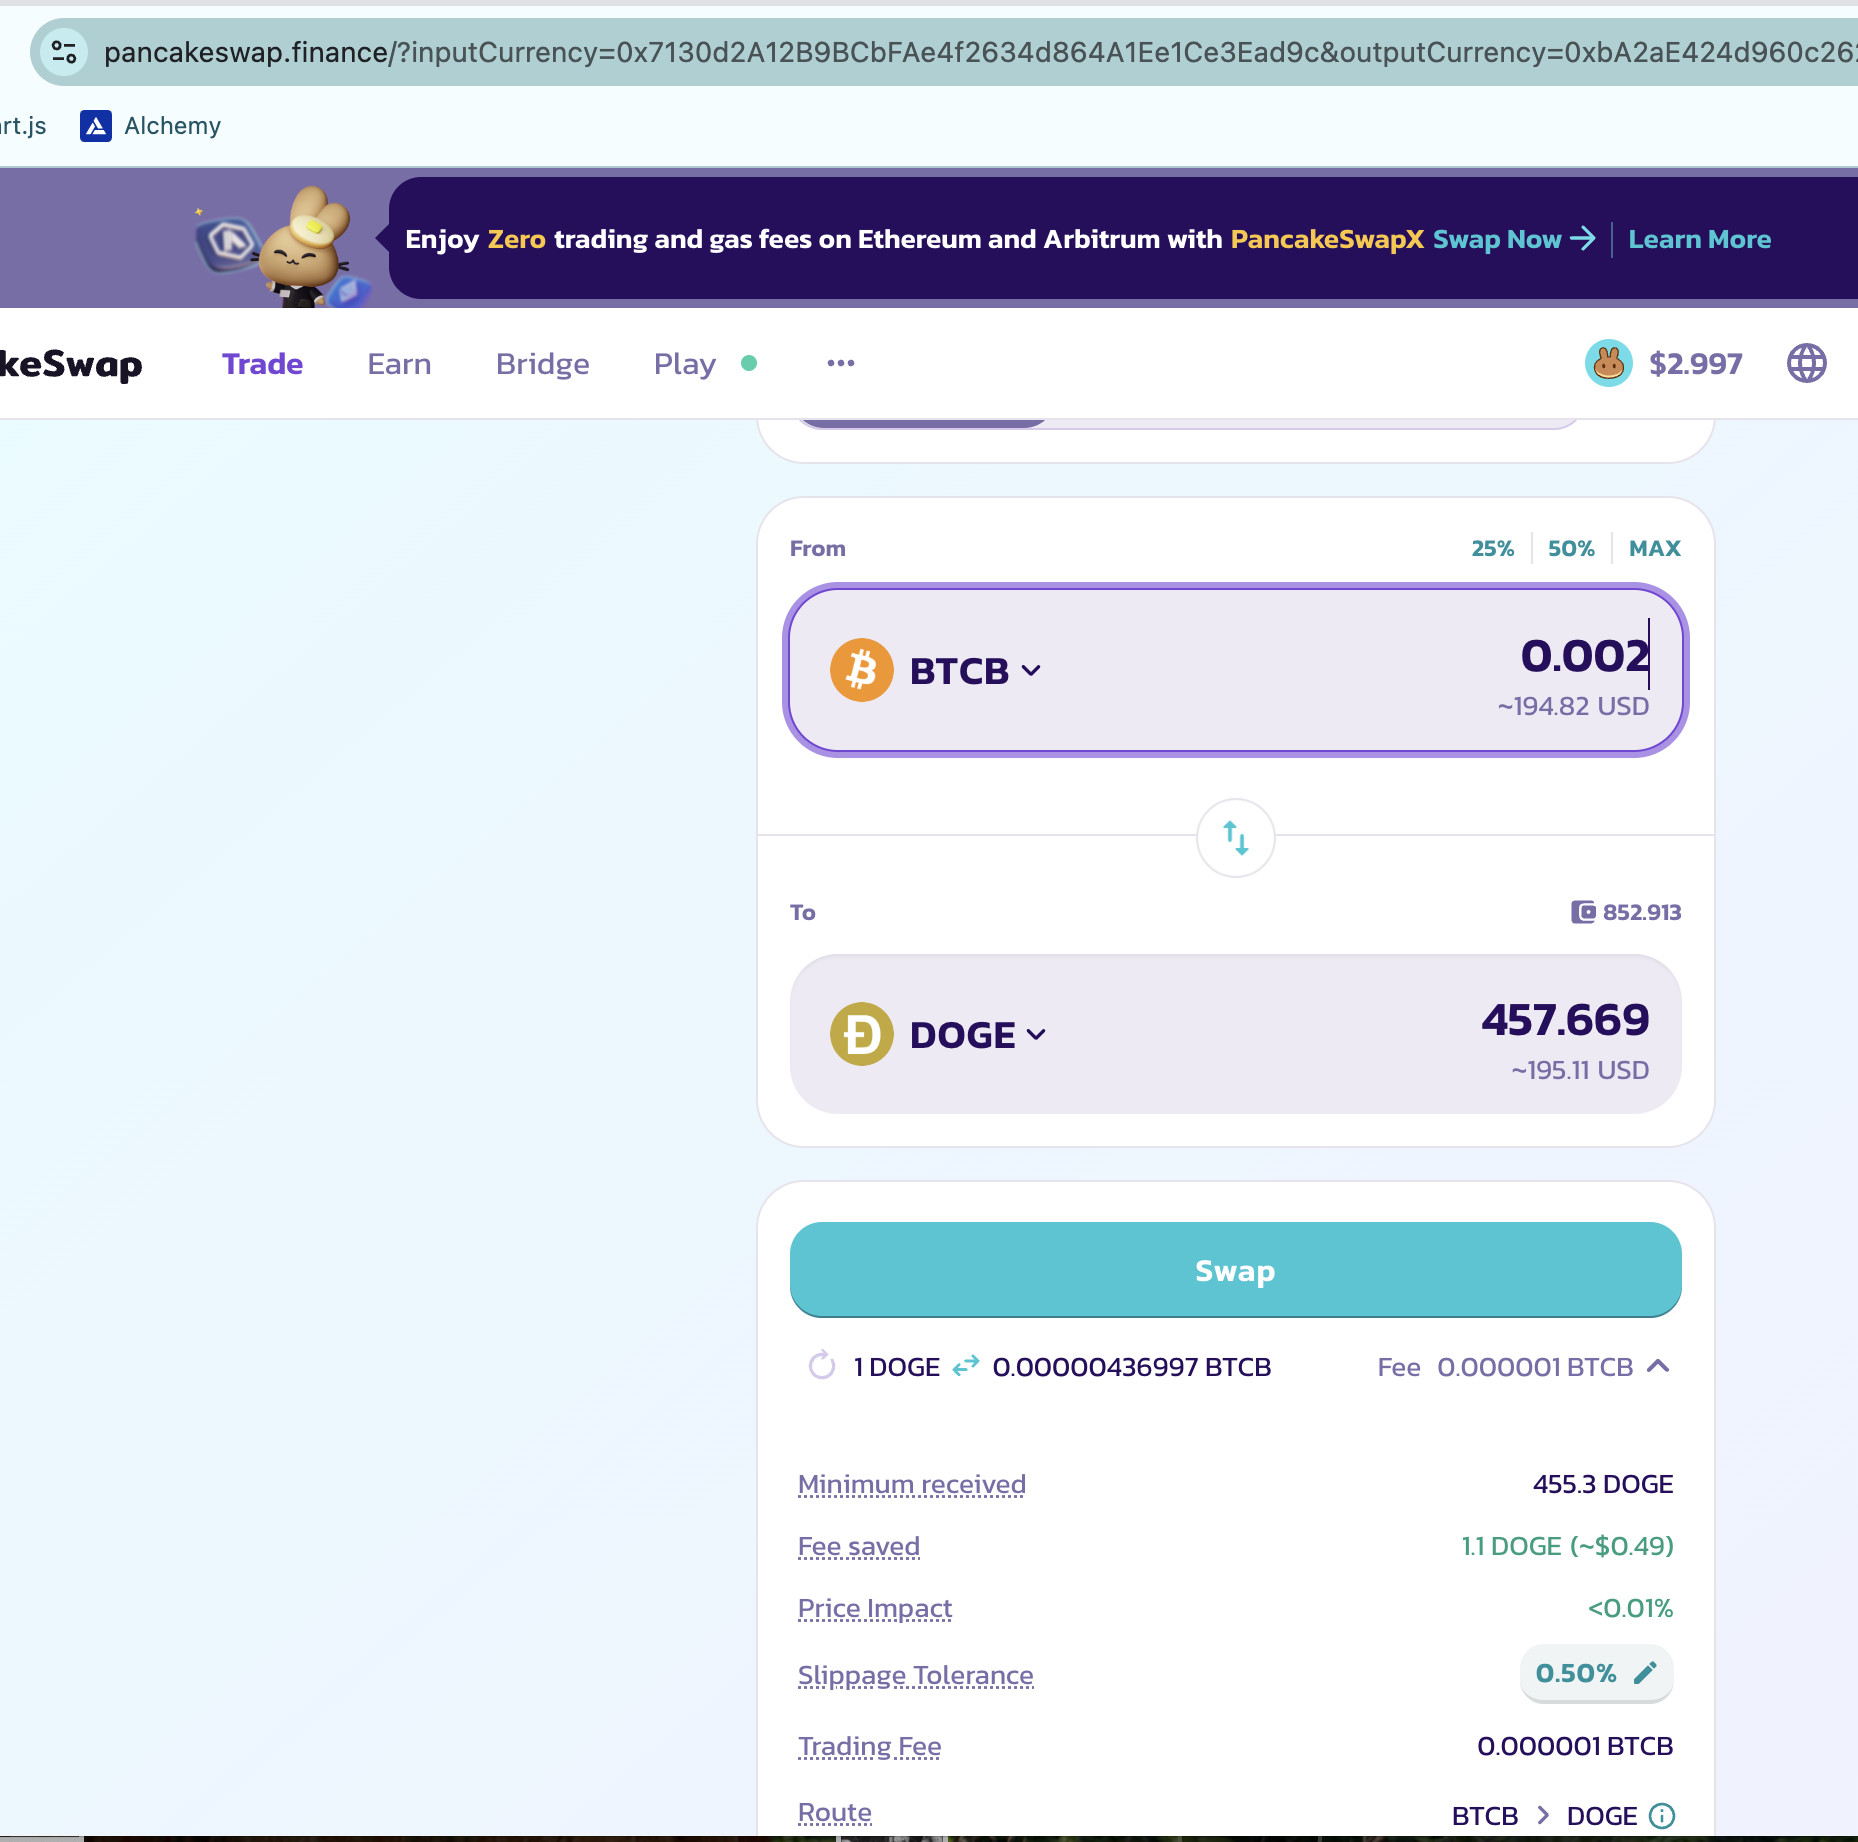 pancakeswap.finance/?inputCurrency=0x7130d2A12B9BCbFAe4f2634d864A1Ee1Ce3Ead9c&outputCurrency=0xbA2aE424d960c26
rt.js Alchemy
Enjoy Zero trading and gas fees on Ethereum and Arbitrum with PancakeSwapX Swap Now → Learn More
keSwap Trade Earn Bridge Play ••• $2.997
From 25% 50% MAX
BTCB 0.002
~194.82 USD
To 852.913
DOGE 457.669
~195.11 USD
Swap
1 DOGE 0.00000436997 BTCB Fee 0.000001 BTCB
Minimum received 455.3 DOGE
Fee saved 1.1 DOGE (~$0.49)
Price Impact <0.01%
Slippage Tolerance 0.50%
Trading Fee 0.000001 BTCB
Route BTCB > DOGE